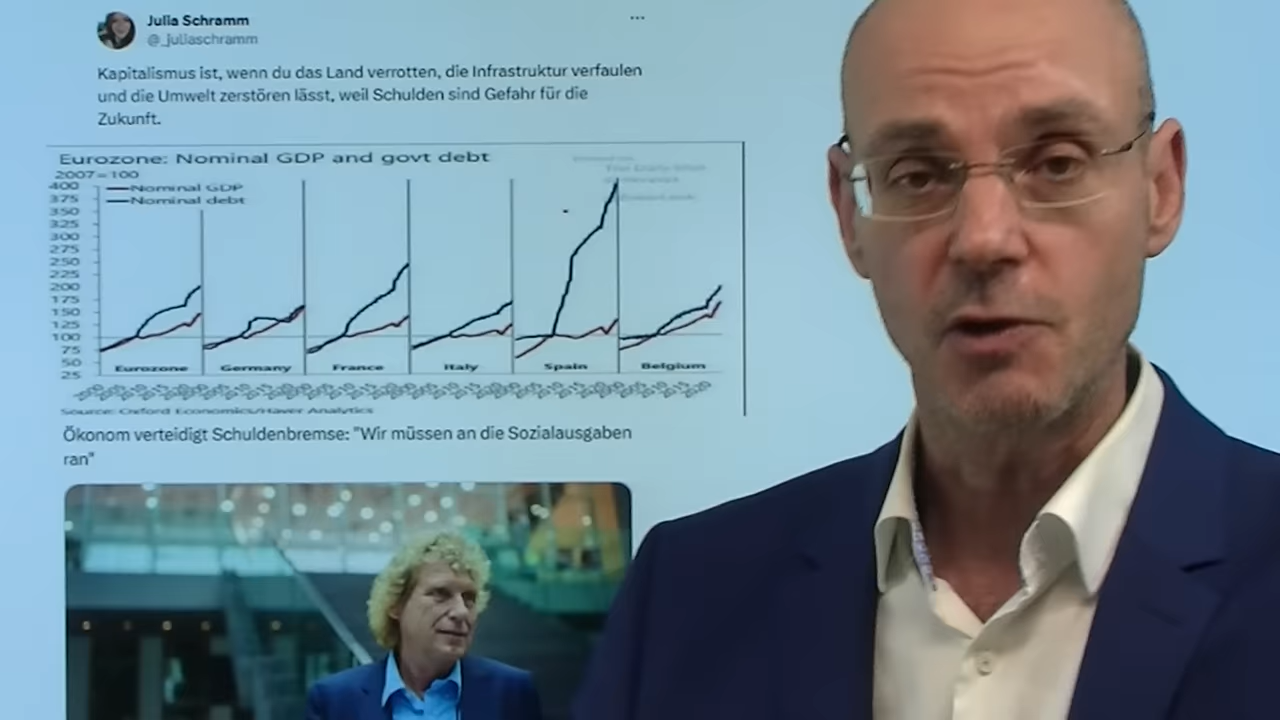 Julia Schramm
@_juliaschramm
Kapitalismus ist, wenn du das Land verrotten, die Infrastruktur verfaulen
und die Umwelt zerstören lässt, weil Schulden sind Gefahr für die
Zukunft.
Eurozone: Nominal GDP and govt debt
2007=100
400
375
350
325
300
275
250
225
200
175
150
125
100
75
50
25
Nominal GDP
Nominal debt
Eurozone
Germany
France
Italy
Spain
Belgium
Source: Oxford Economics/Haver Analytics
Ökonom verteidigt Schuldenbremse: "Wir müssen an die Sozialausgaben
ran"